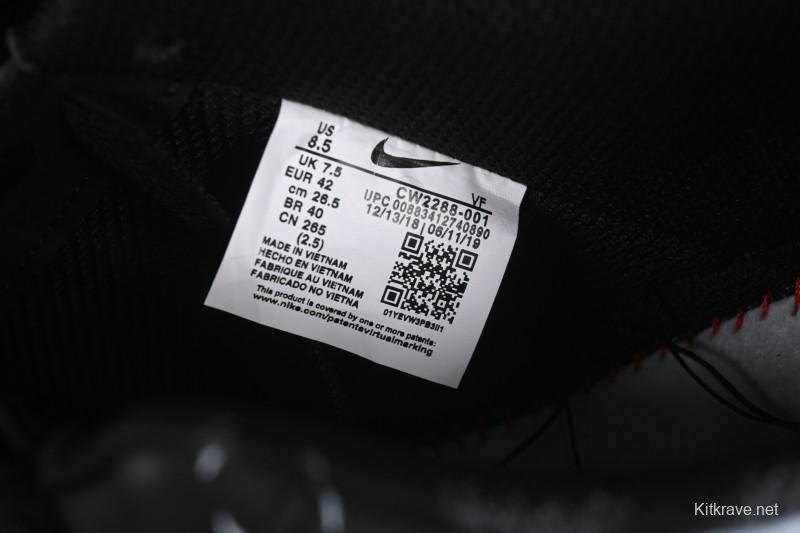 US
8.5
UK 7.5
EUR 42
cm 26.5
BR 40
CN 265
(2.5)
MADE IN VIETNAM
HECHO EN VIETNAM
FABRIQUE AU VIETNAM
FABRICADO NO VIETNA
This product is covered by one or more patents:
www.nike.com/patentsvirtualmarking
VF
CW2288-001
UPC 00883412740890
12/13/18 | 06/11/19
01YEVW3PB3II1
Kitkrave.net